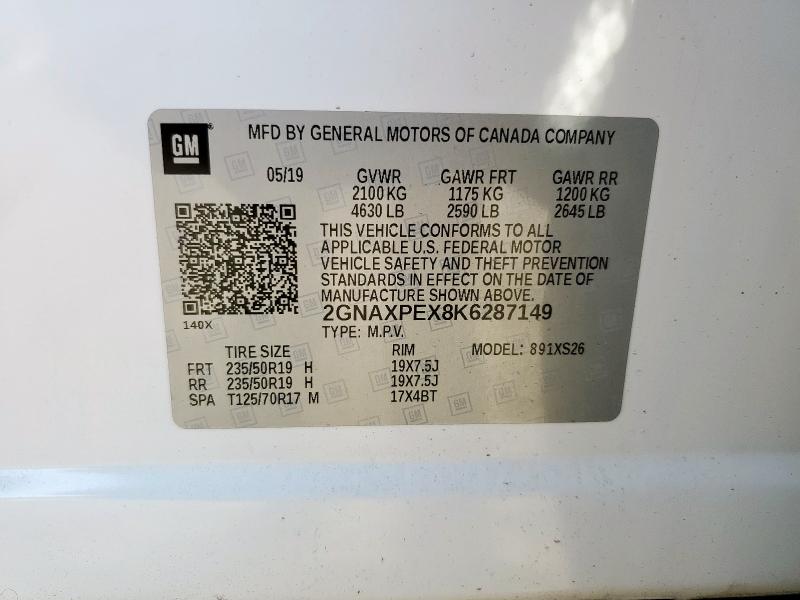 GM
MFD BY GENERAL MOTORS OF CANADA COMPANY
05/19 GVWR GAWR FRT GAWR RR
2100 KG 1175 KG 1200 KG
4630 LB 2590 LB 2645 LB
THIS VEHICLE CONFORMS TO ALL
APPLICABLE U.S. FEDERAL MOTOR
VEHICLE SAFETY AND THEFT PREVENTION
STANDARDS IN EFFECT ON THE DATE OF
MANUFACTURE SHOWN ABOVE.
2GNAXPEX8K6287149
140X
TYPE: M.P.V. MODEL: 891XS26
TIRE SIZE RIM
FRT 235/50R19 H 19X7.5J
RR 235/50R19 H 19X7.5J
SPA T125/70R17 M 17X4BT